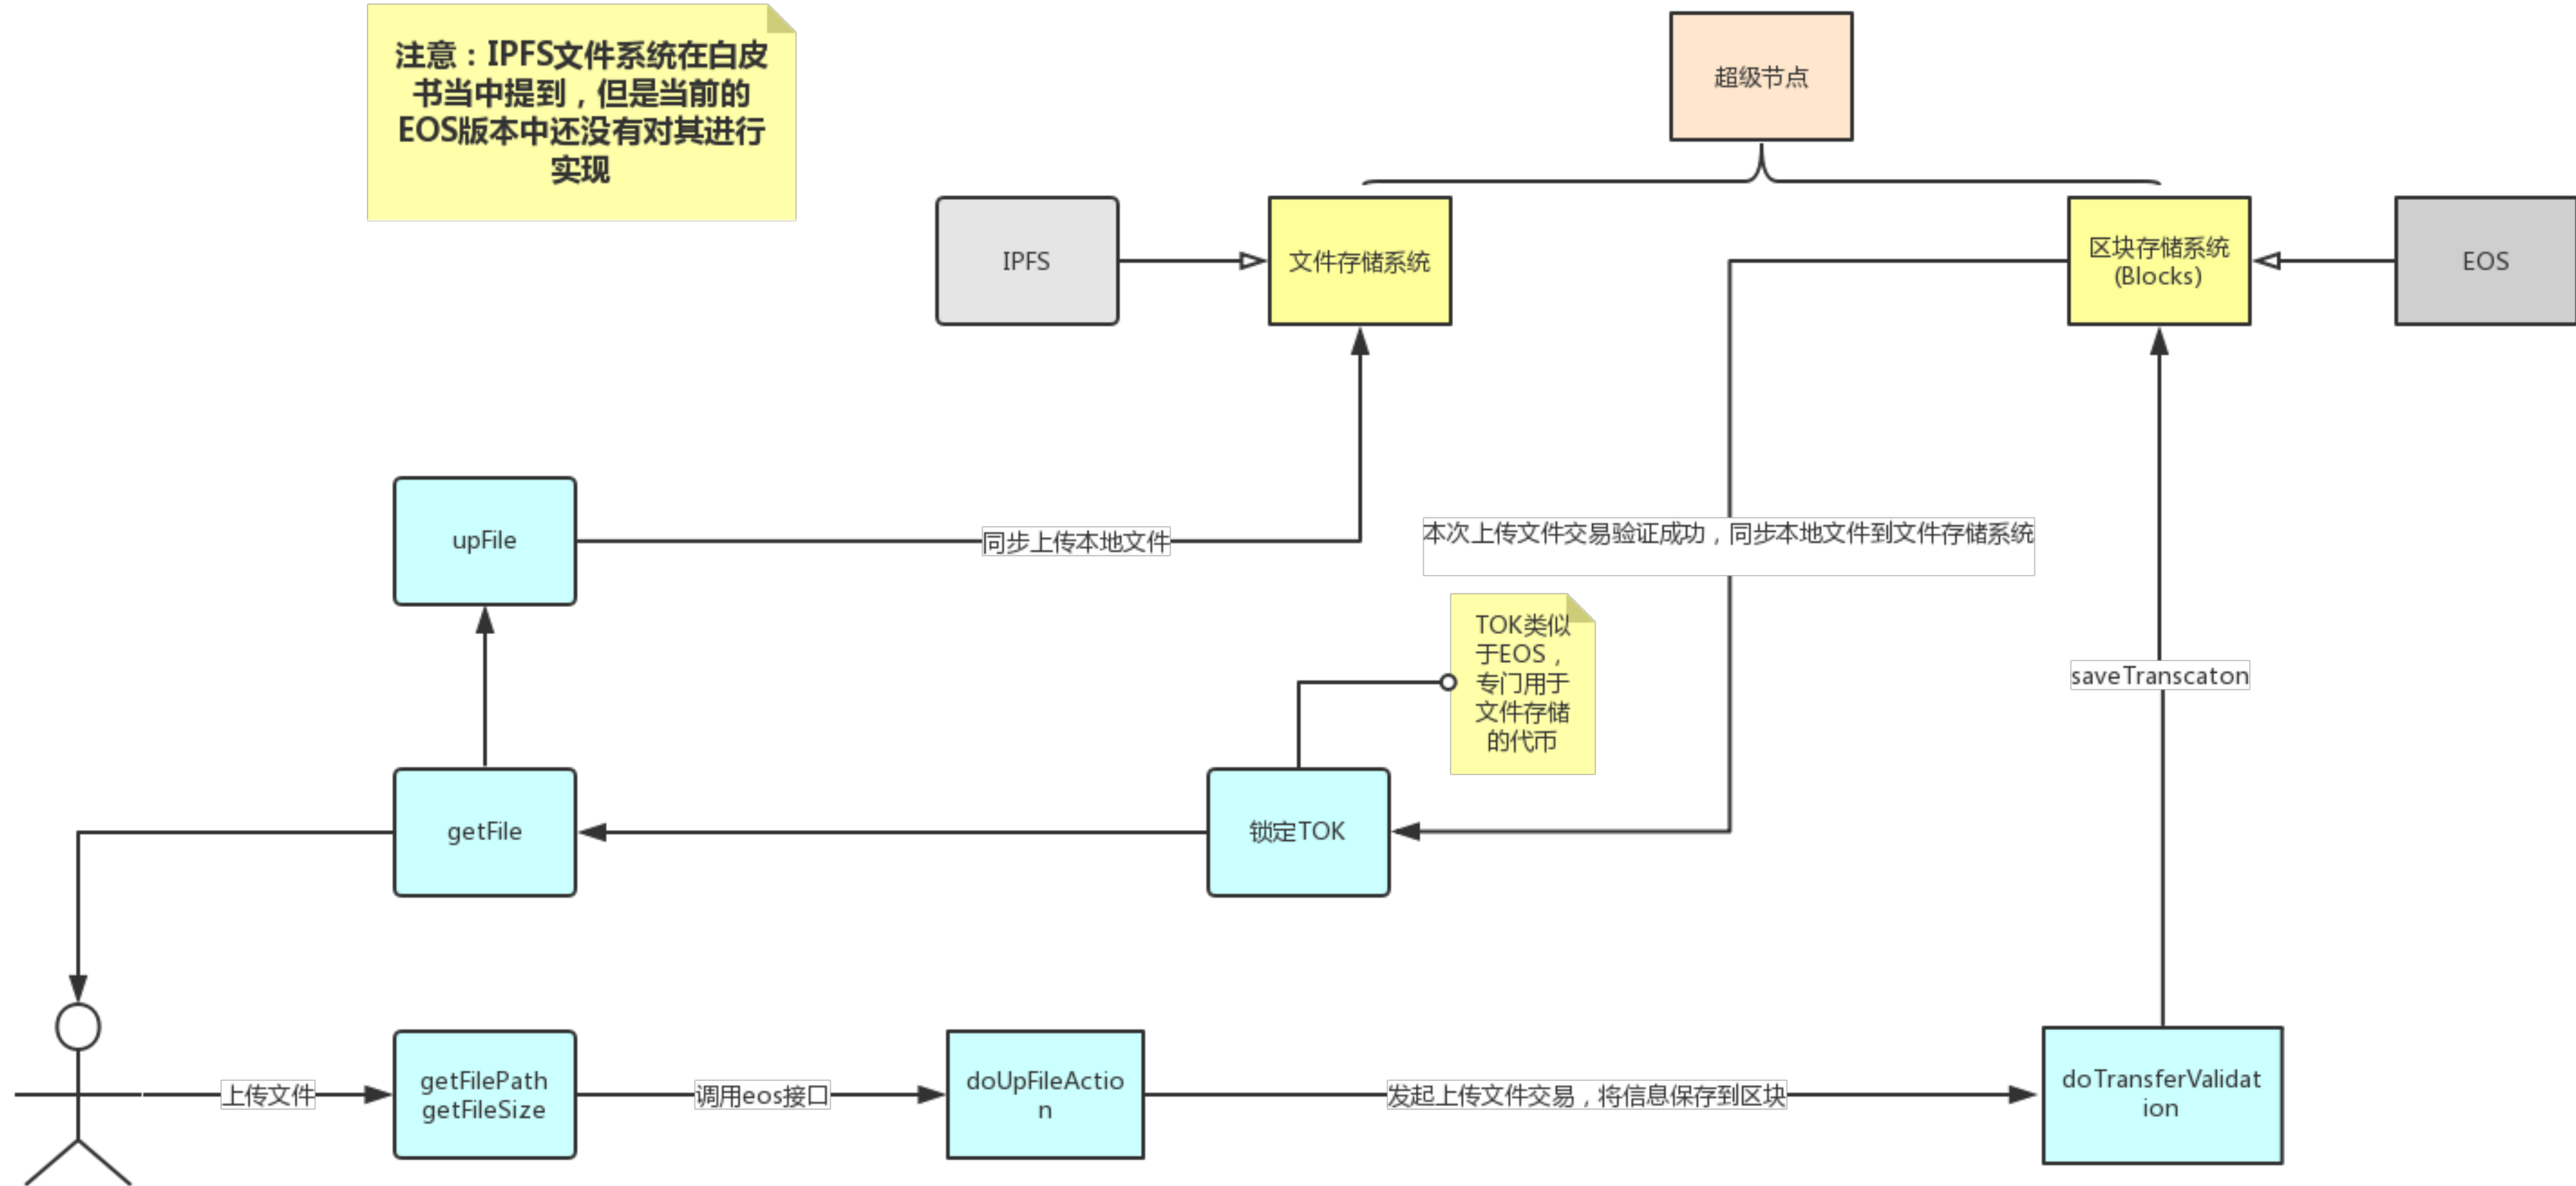 注意：IPFS文件系统在白皮
书当中提到，但是当前的
EOS版本中还没有对其进行
实现
超级节点
IPFS
文件存储系统
区块存储系统
(Blocks)
EOS
upFile
同步上传本地文件
本次上传文件交易验证成功，同步本地文件到文件存储系统
TOK类似
于EOS，
专门用于
文件存储
的代币
saveTranscaton
getFile
锁定TOK
上传文件
getFilePath
getFileSize
调用eos接口
doUpFileActio
n
发起上传文件交易，将信息保存到区块
doTransferValidat
ion